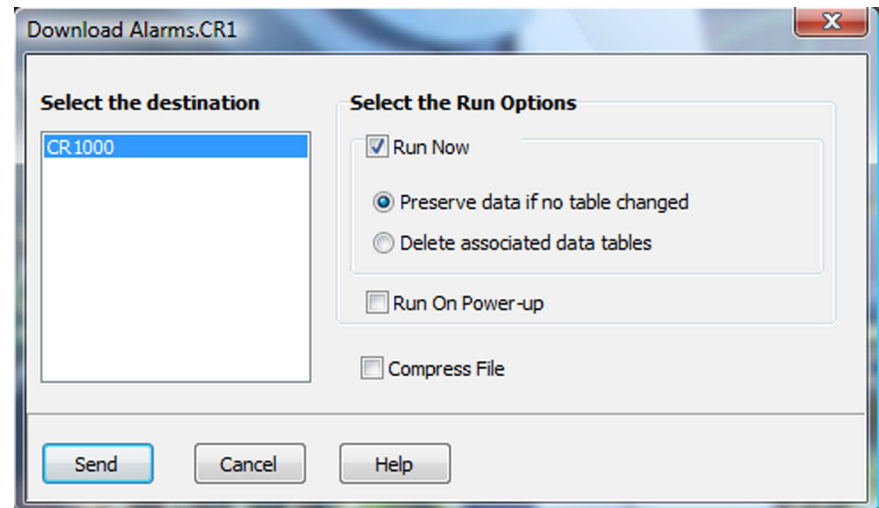 Download Alarms.CR1
Select the destination
CR1000
Select the Run Options
Run Now
Preserve data if no table changed
Delete associated data tables
Run On Power-up
Compress File
Send
Cancel
Help